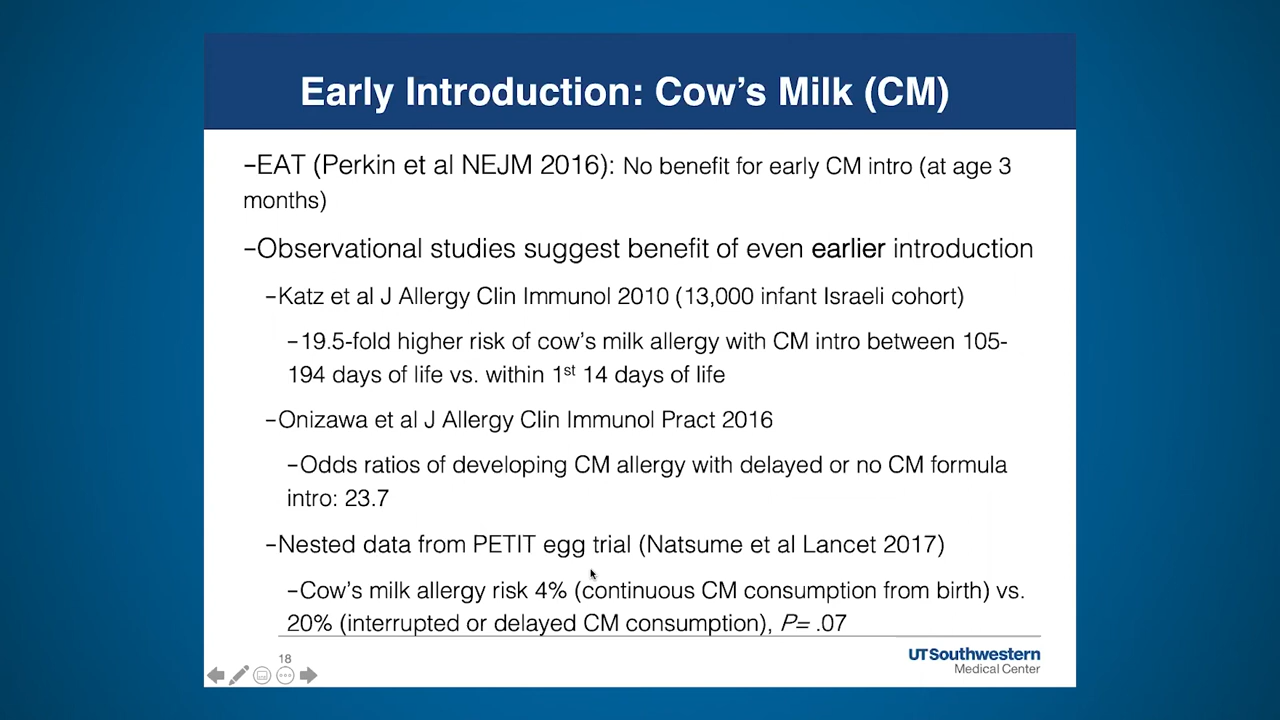 Early Introduction: Cow's Milk (CM)
–EAT (Perkin et al NEJM 2016): No benefit for early CM intro (at age 3
months)
–Observational studies suggest benefit of even earlier introduction
–Katz et al J Allergy Clin Immunol 2010 (13,000 infant Israeli cohort)
–19.5-fold higher risk of cow's milk allergy with CM intro between 105-
194 days of life vs. within 1st 14 days of life
–Onizawa et al J Allergy Clin Immunol Pract 2016
–Odds ratios of developing CM allergy with delayed or no CM formula
intro: 23.7
–Nested data from PETIT egg trial (Natsume et al Lancet 2017)
–Cow's milk allergy risk 4% (continuous CM consumption from birth) vs.
20% (interrupted or delayed CM consumption), P= .07
18
UTSouthwestern
Medical Center